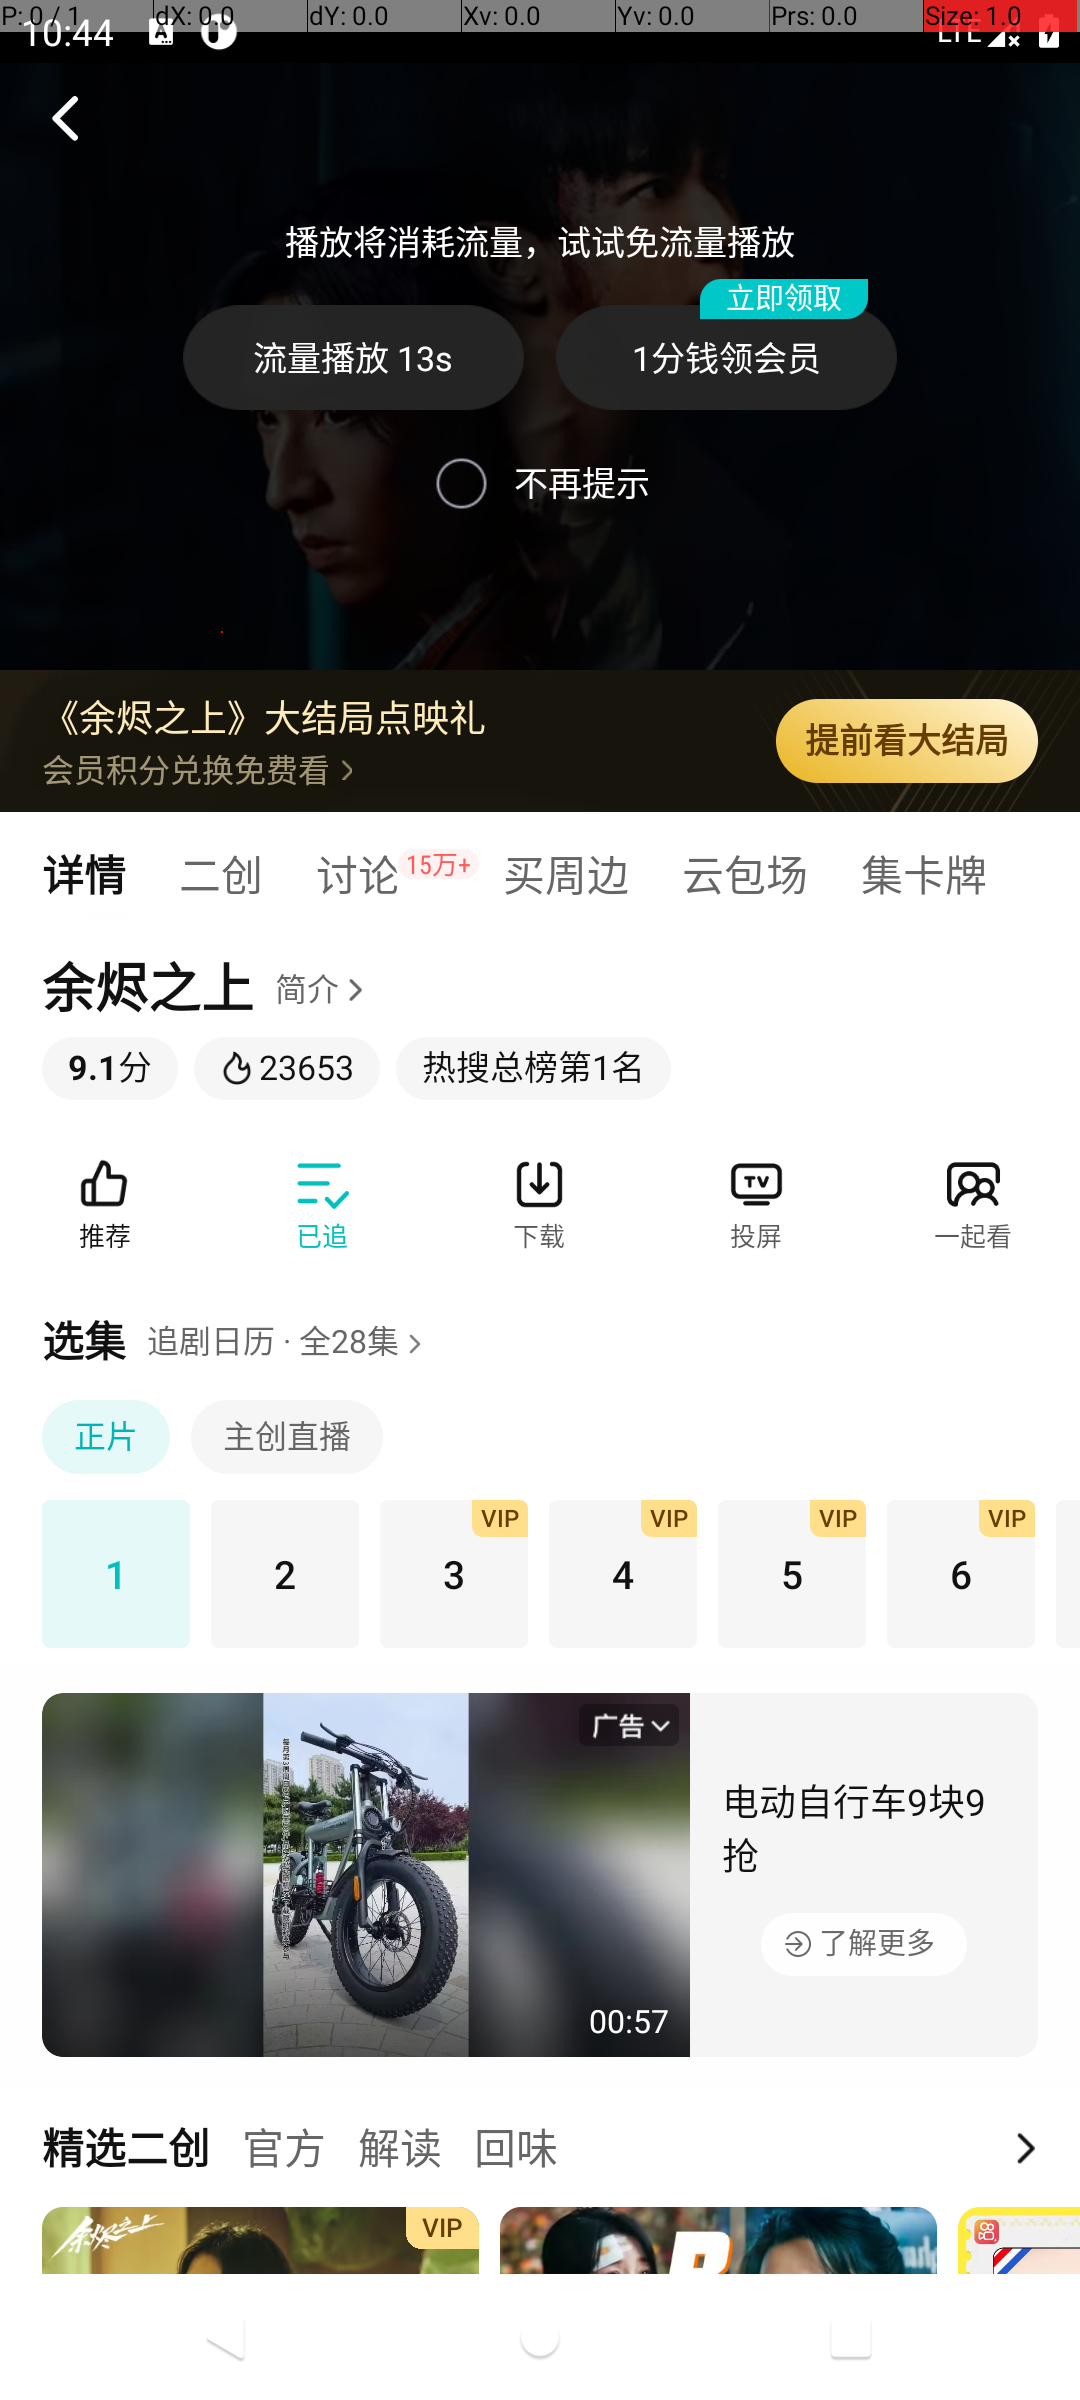 P: 0 / 1
dX: 0.0
dY: 0.0
Xv: 0.0
Yv: 0.0
Prs: 0.0
Size: 1.0
10:44
LTE
播放将消耗流量，试试免流量播放
立即领取
流量播放 13s
1分钱领会员
不再提示
《余烬之上》大结局点映礼
会员积分兑换免费看
提前看大结局
详情
二创
讨论
15万+
买周边
云包场
集卡牌
余烬之上
简介
9.1分
23653
热搜总榜第1名
推荐
已追
下载
TV
投屏
一起看
选集
追剧日历 · 全28集
正片
主创直播
1
2
VIP
3
VIP
4
VIP
5
VIP
6
广告
00:57
电动自行车9块9
抢
了解更多
精选二创
官方
解读
回味
余烬之上
VIP